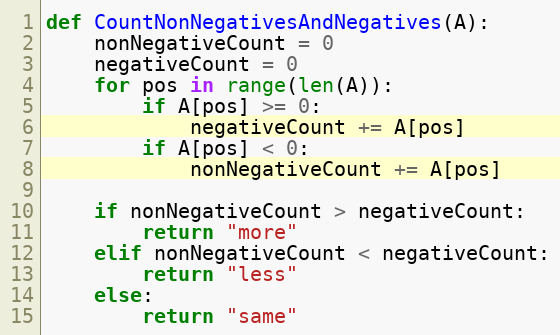 1 def CountNonNegativesAndNegatives(A):
2     nonNegativeCount = 0
3     negativeCount = 0
4     for pos in range(len(A)):
5         if A[pos] >= 0:
6             negativeCount += A[pos]
7         if A[pos] < 0:
8             nonNegativeCount += A[pos]
9
10     if nonNegativeCount > negativeCount:
11         return "more"
12     elif nonNegativeCount < negativeCount:
13         return "less"
14     else:
15         return "same"